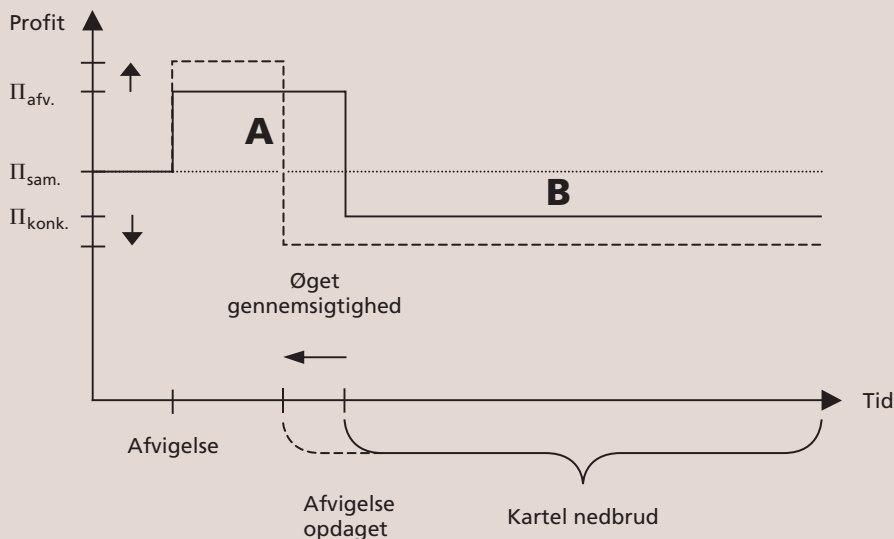 Profit
Πafv.
A
Πsam.
B
Πkonk.
Øget
gennemsigtighed
Tid
Afvigelse
Afvigelse
opdaget
Kartel nedbrud